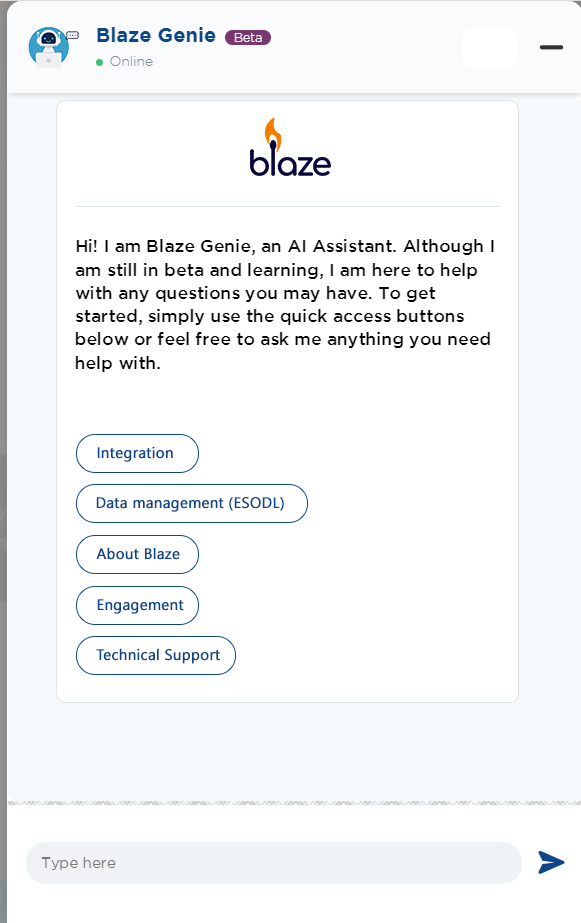 Blaze Genie Beta
Online
blaze
Hi! I am Blaze Genie, an AI Assistant. Although I
am still in beta and learning, I am here to help
with any questions you may have. To get
started, simply use the quick access buttons
below or feel free to ask me anything you need
help with.
Integration
Data management (ESODL)
About Blaze
Engagement
Technical Support
Type here